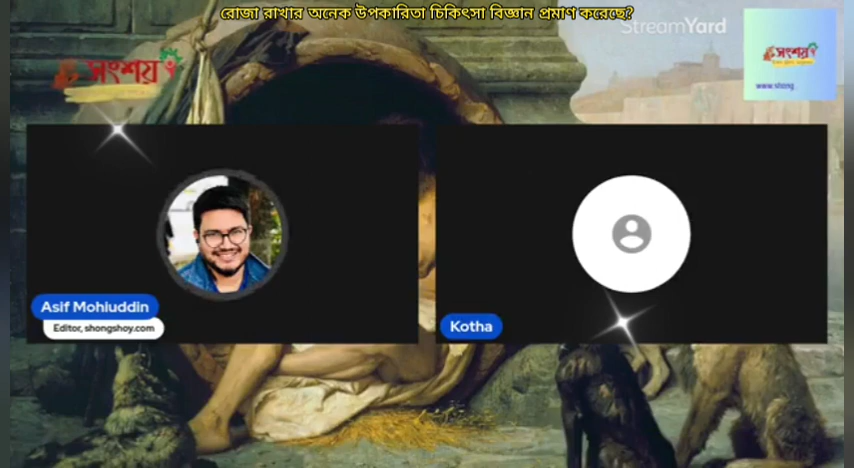 রোজা রাখার অনেক উপকারিতা চিকিৎসা বিজ্ঞান প্রমাণ করেছে?
StreamYard
সংশয়
সংশয়
Asif Mohiuddin
Editor, shongshoy.com
Kotha